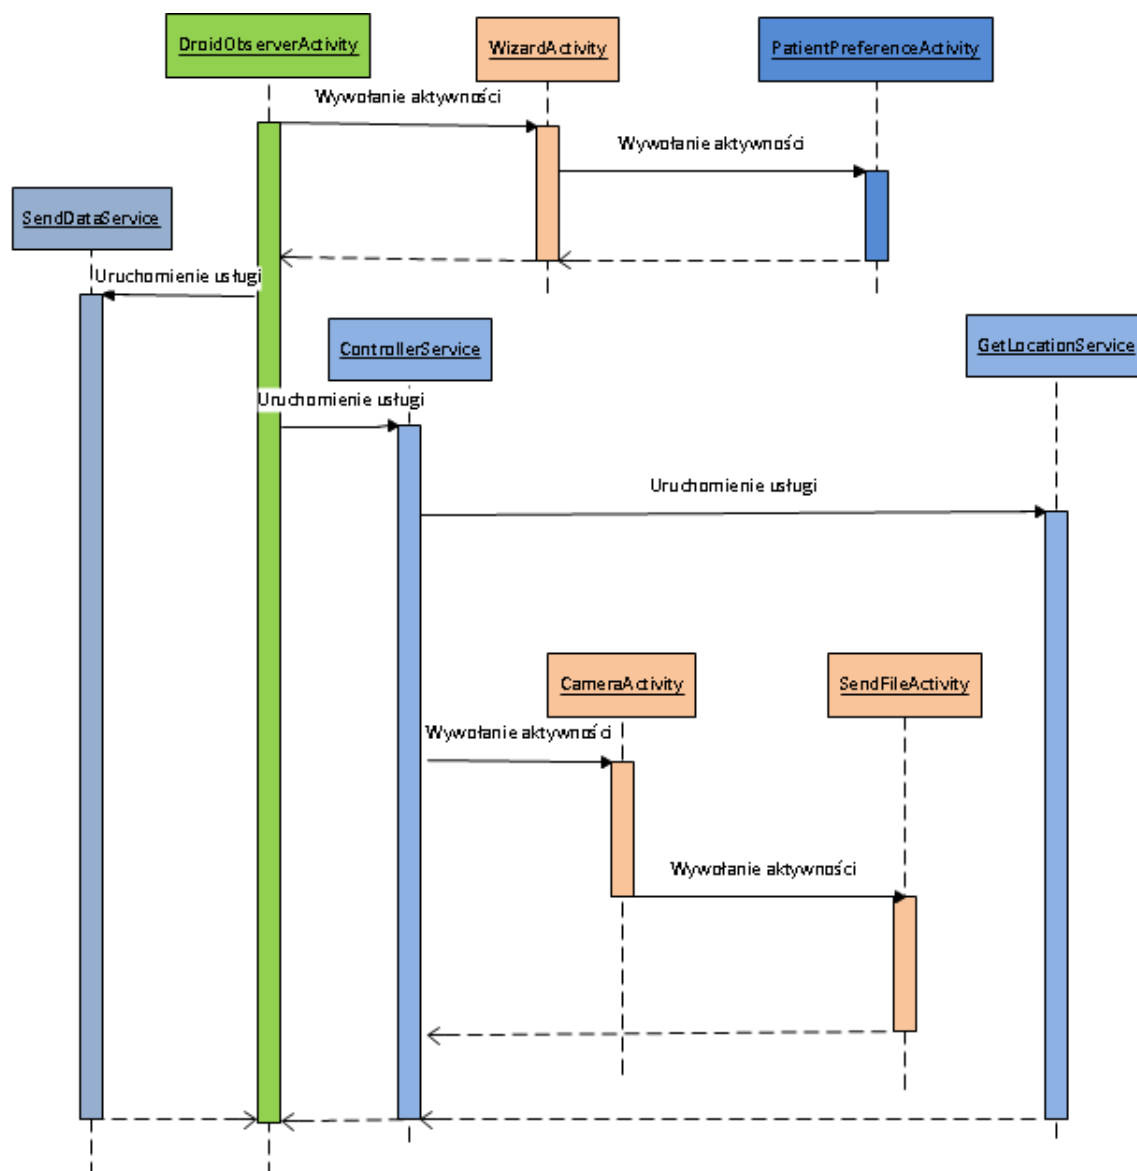 DroidObserverActivity
WizardActivity
PatientPreferenceActivity
Wywołanie aktywności
Wywołanie aktywności
SendDataService
Uruchomienie usługi
ControllerService
GetLocationService
Uruchomienie usługi
Uruchomienie usługi
CameraActivity
SendFileActivity
Wywołanie aktywności
Wywołanie aktywności